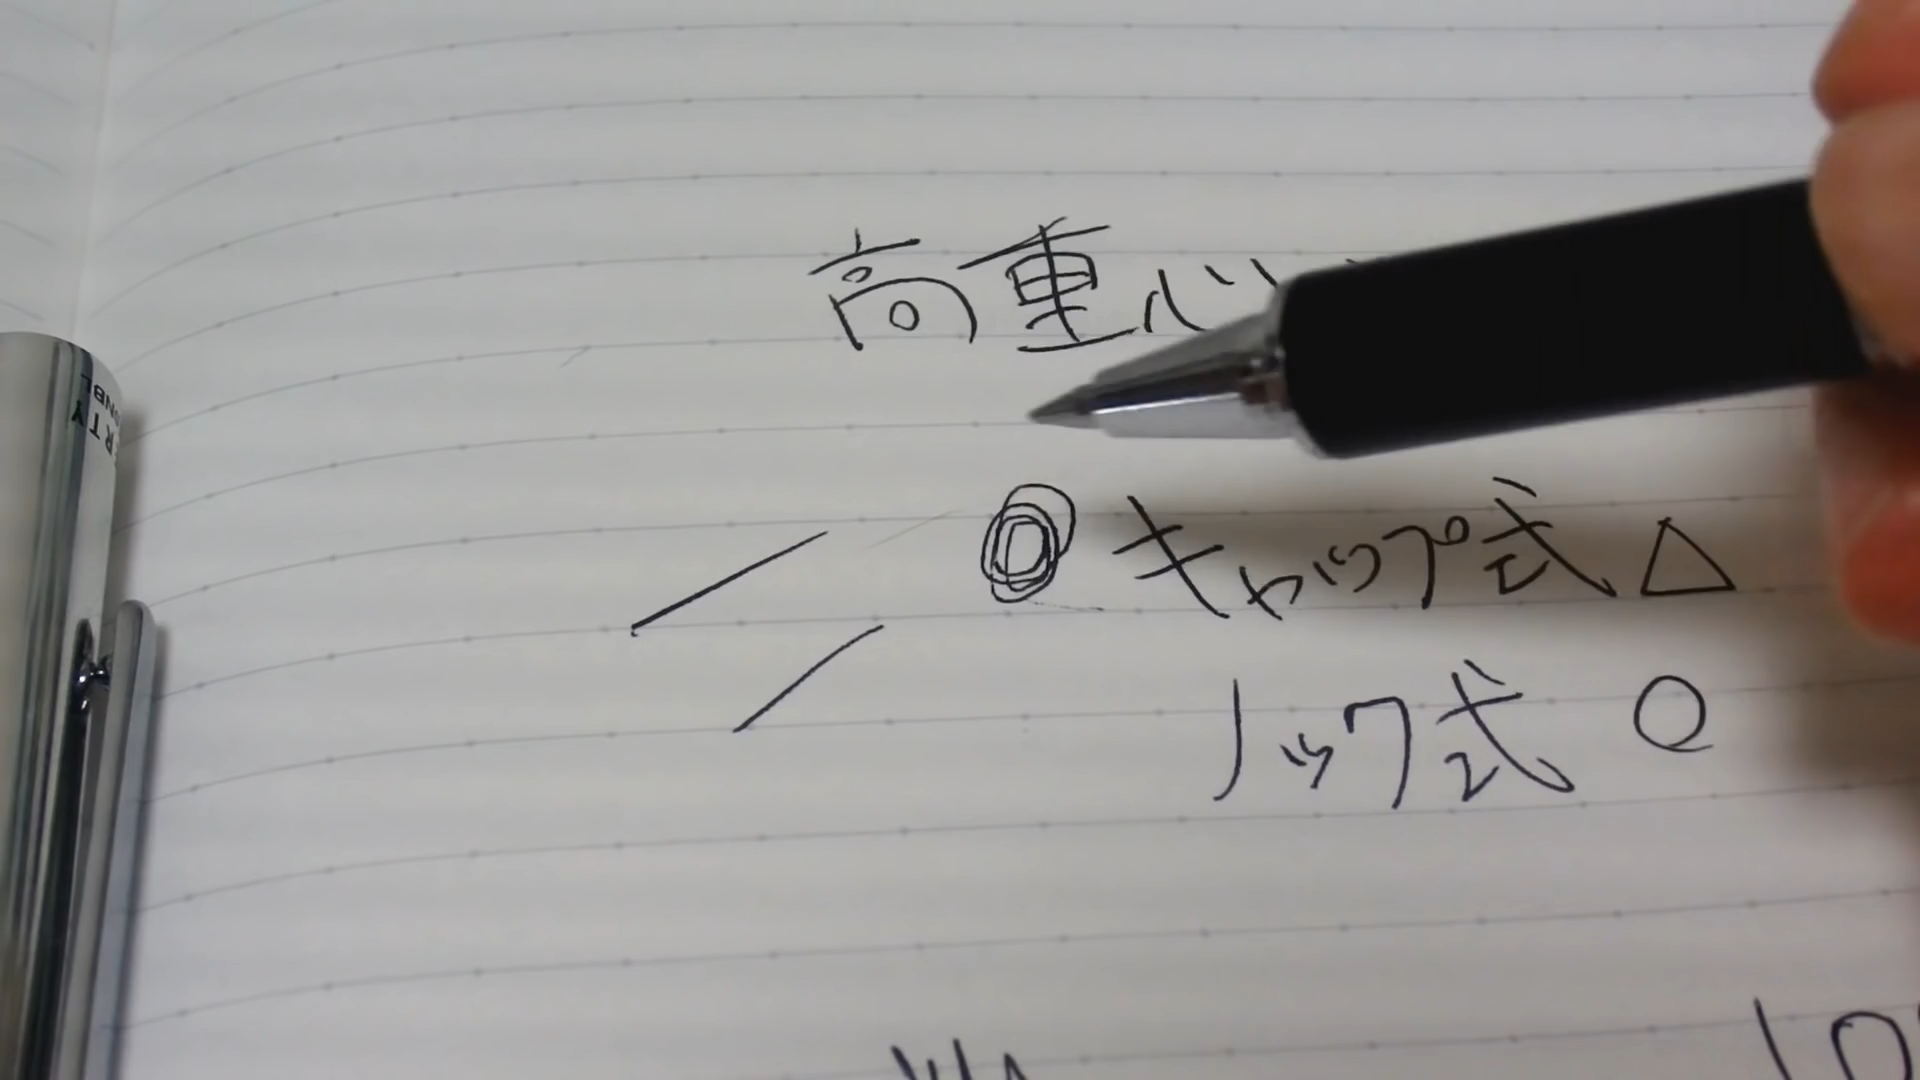 高重心
キャップ式 △
ノック式 ○